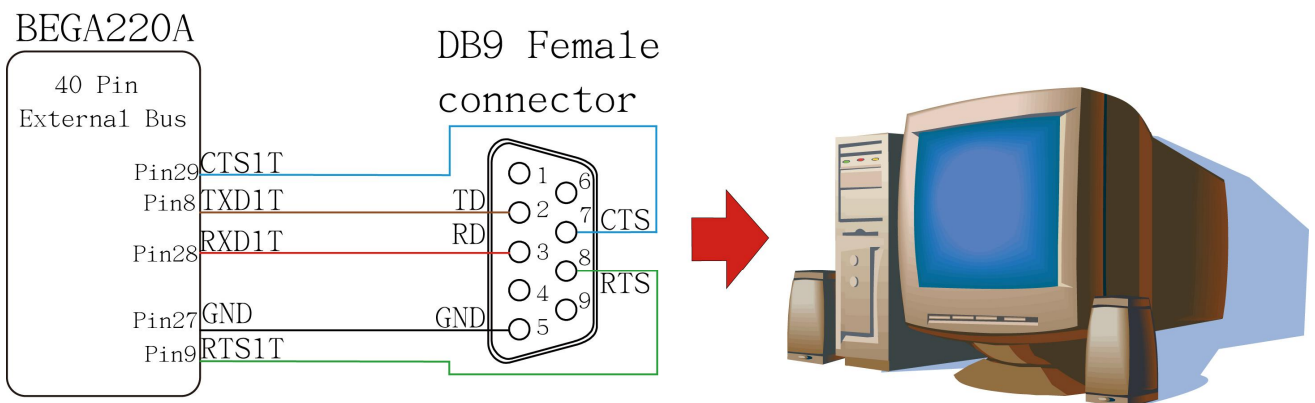 BEGA220A
40 Pin
External Bus
Pin29
CTS1T
Pin8
TXD1T
Pin28
RXD1T
Pin27
GND
Pin9
RTS1T
DB9 Female
connector
TD
RD
GND
1
2
3
4
5
6
7
8
9
CTS
RTS